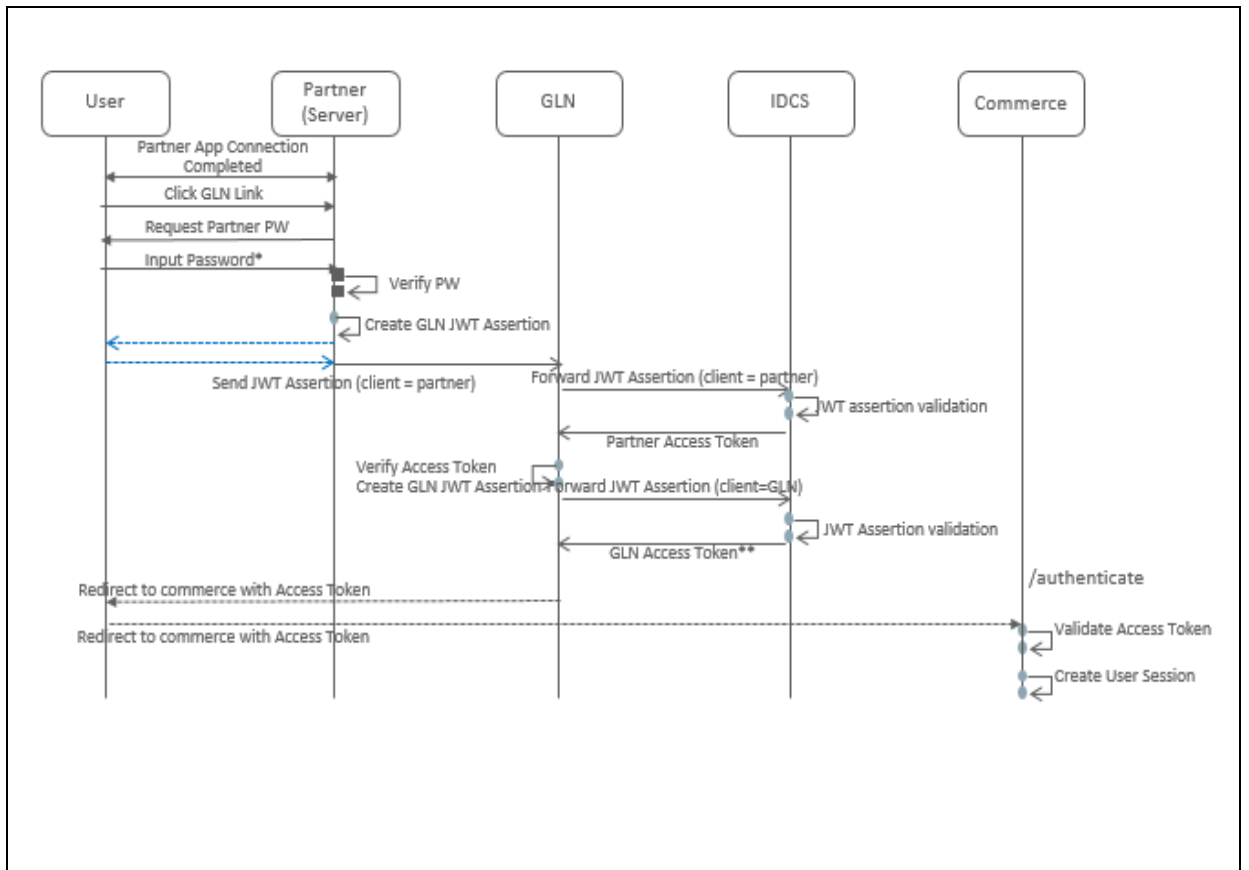 User
Partner
(Server)
GLN
IDCS
Commerce
Partner App Connection
Completed
Click GLN Link
Request Partner PW
Input Password*
Verify PW
Create GLN JWT Assertion
Send JWT Assertion (client = partner)
Forward JWT Assertion (client = partner)
JWT assertion validation
Partner Access Token
Verify Access Token
Create GLN JWT Assertion
Forward JWT Assertion (client=GLN)
JWT Assertion validation
GLN Access Token**
/authenticate
Redirect to commerce with Access Token
Redirect to commerce with Access Token
Validate Access Token
Create User Session